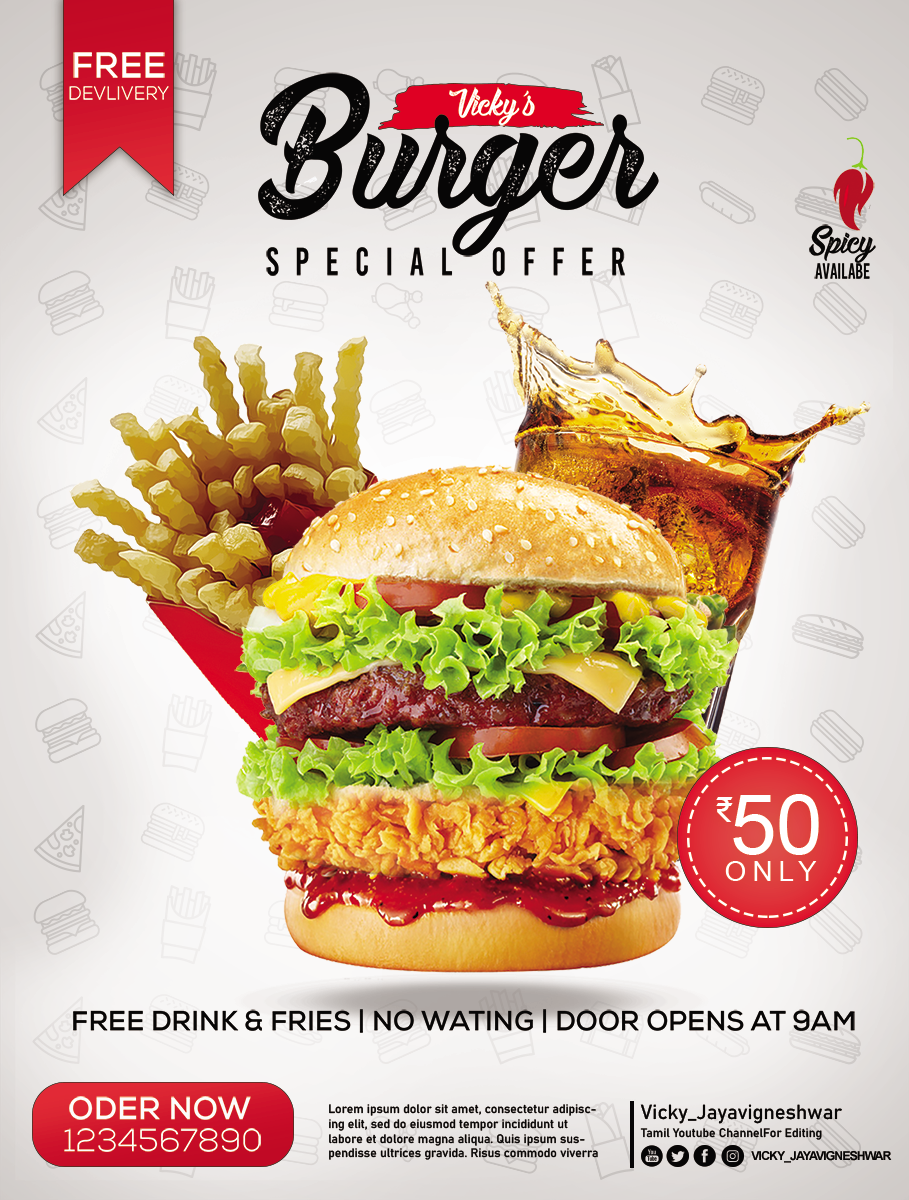 FREE
DEVLIVERY
Vicky's
Burger
SPECIAL OFFER
Spicy
AVAILABE
₹50
ONLY
FREE DRINK & FRIES | NO WATING | DOOR OPENS AT 9AM
ODER NOW
1234567890
Lorem ipsum dolor sit amet, consectetur adipisc-
ing elit, sed do eiusmod tempor incididunt ut
labore et dolore magna aliqua. Quis ipsum sus-
pendisse ultrices gravida. Risus commodo viverra
Vicky_Jayavigneshwar
Tamil Youtube ChannelFor Editing
You Tube VICKY_JAYAVIGNESHWAR